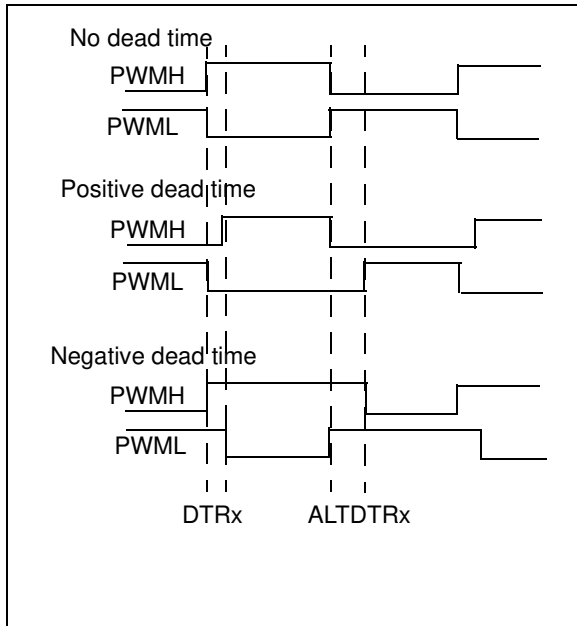 No dead time
PWMH
PWML
Positive dead time
PWMH
PWML
Negative dead time
PWMH
PWML
DTRx ALTDTRx